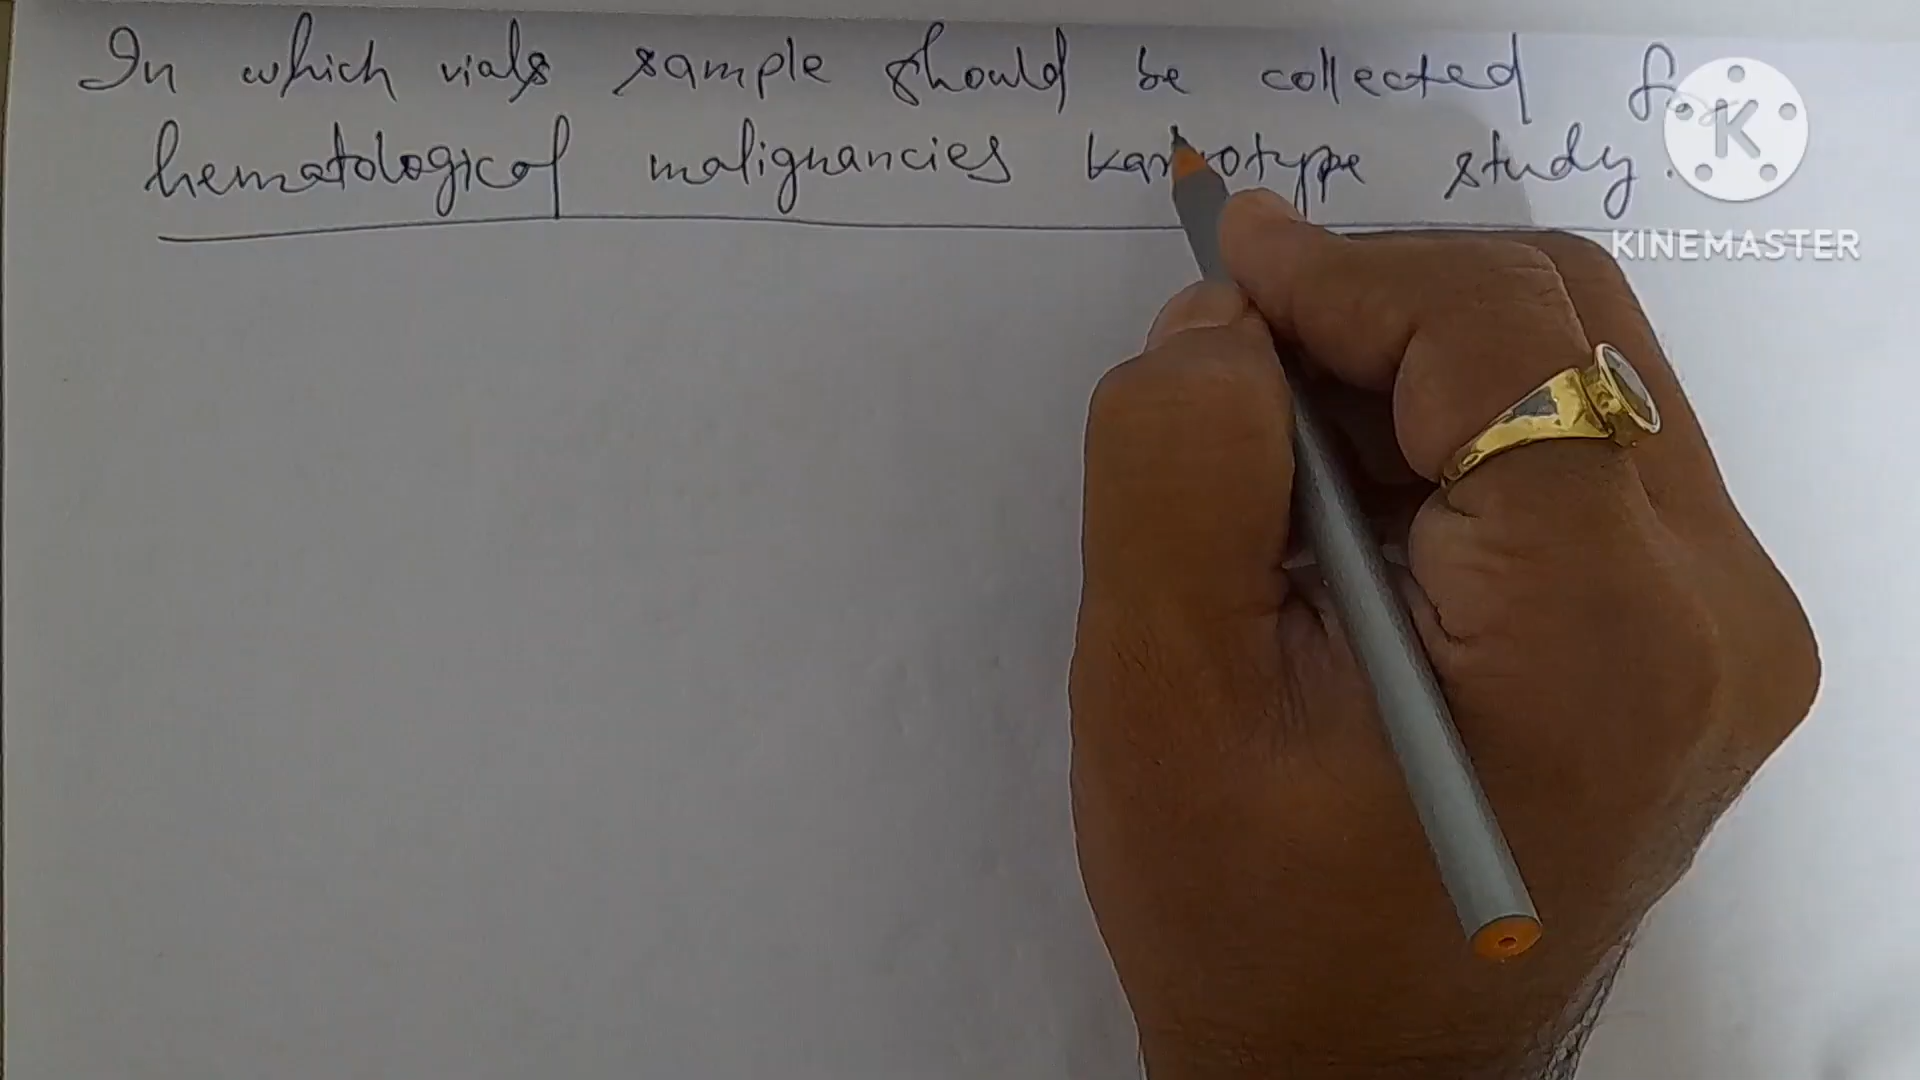 In which vials sample should be collected for
hematological malignancies karyotype study.
K
KINEMASTER